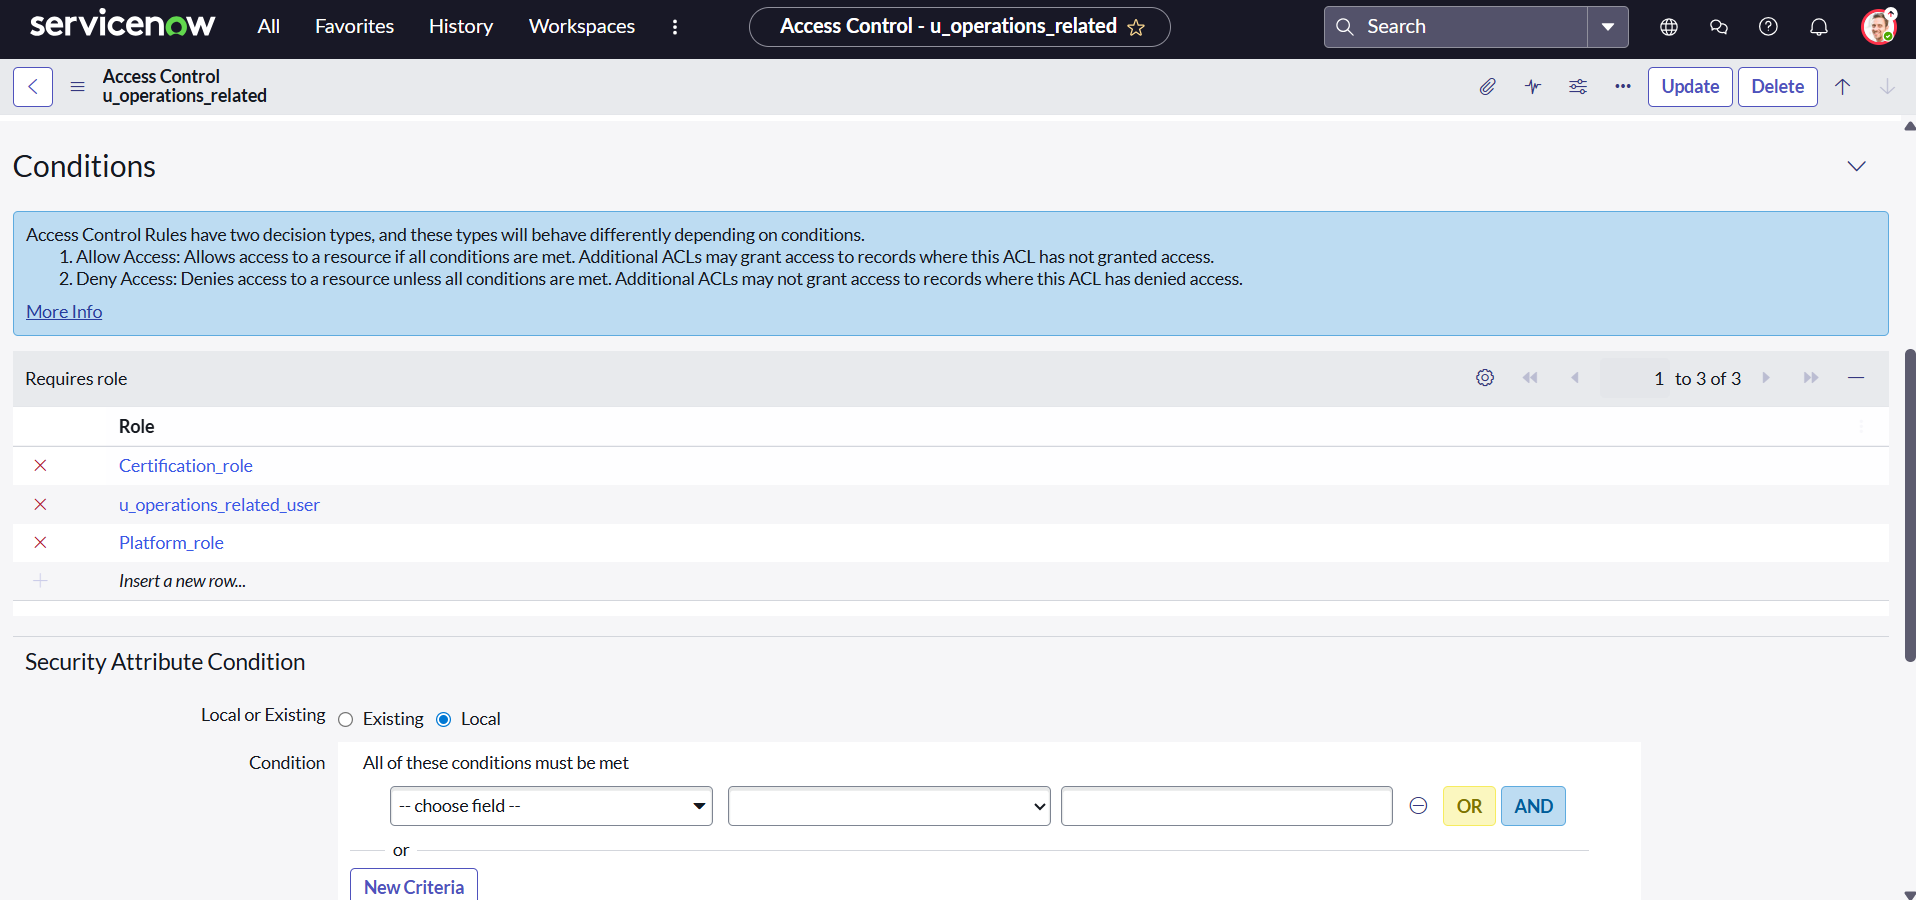 servicenow All Favorites History Workspaces Access Control - u_operations_related Search
Access Control
u_operations_related
Update Delete
Conditions
Access Control Rules have two decision types, and these types will behave differently depending on conditions.
1. Allow Access: Allows access to a resource if all conditions are met. Additional ACLs may grant access to records where this ACL has not granted access.
2. Deny Access: Denies access to a resource unless all conditions are met. Additional ACLs may not grant access to records where this ACL has denied access.
More Info
Requires role 1 to 3 of 3
Role
Certification_role
u_operations_related_user
Platform_role
Insert a new row...
Security Attribute Condition
Local or Existing Existing Local
Condition All of these conditions must be met
-- choose field -- OR AND
or
New Criteria